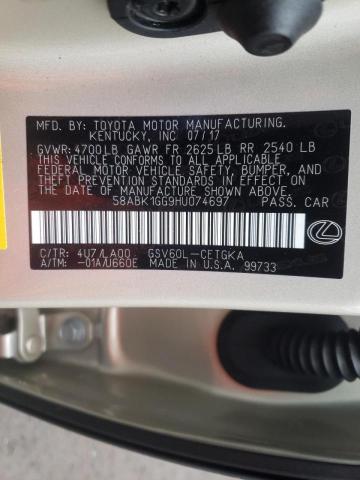 MFD. BY: TOYOTA MOTOR MANUFACTURING.
KENTUCKY, INC 07/17
GVWR: 4700LB GAWR FR 2625LB RR 2540 LB
THIS VEHICLE CONFORMS TO ALL APPLICABLE
FEDERAL MOTOR VEHICLE SAFETY, BUMPER, AND
THEFT PREVENTION STANDARDS IN EFFECT ON
THE DATE OF MANUFACTURE SHOWN ABOVE.
58ABK1GG9HU074697 PASS. CAR
C/TR: 4U7/LA00 GSV60L-CETGKA
A/TM: -01A/U660E MADE IN U.S.A. 99733